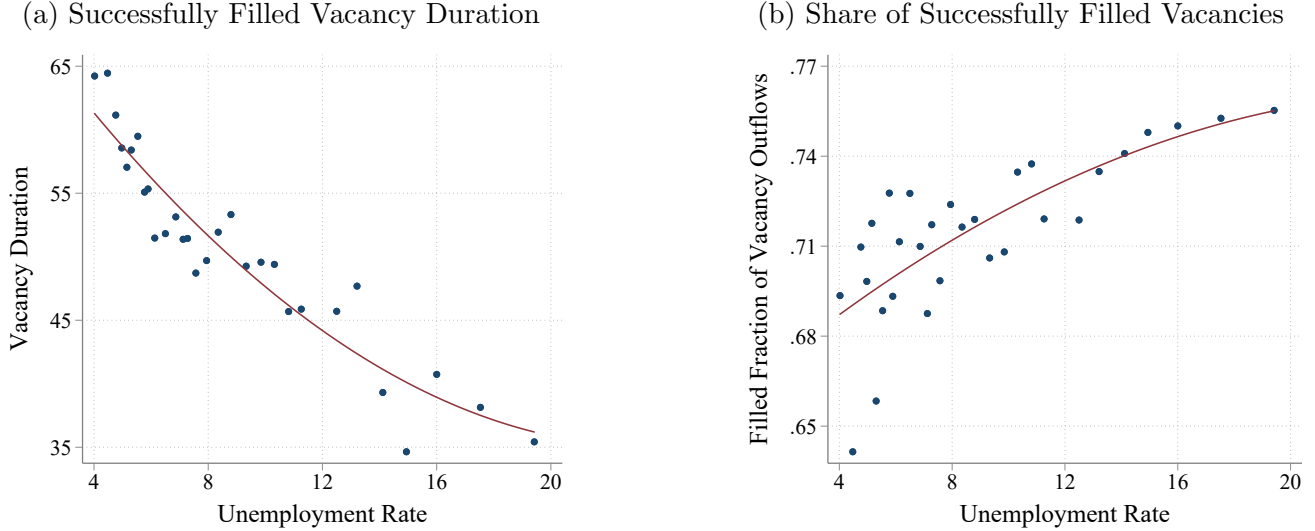 (a) Successfully Filled Vacancy Duration
65
55
45
35
Vacancy Duration
4 8 12 16 20
Unemployment Rate
(b) Share of Successfully Filled Vacancies
.77
.74
.71
.68
.65
Filled Fraction of Vacancy Outflows
4 8 12 16 20
Unemployment Rate